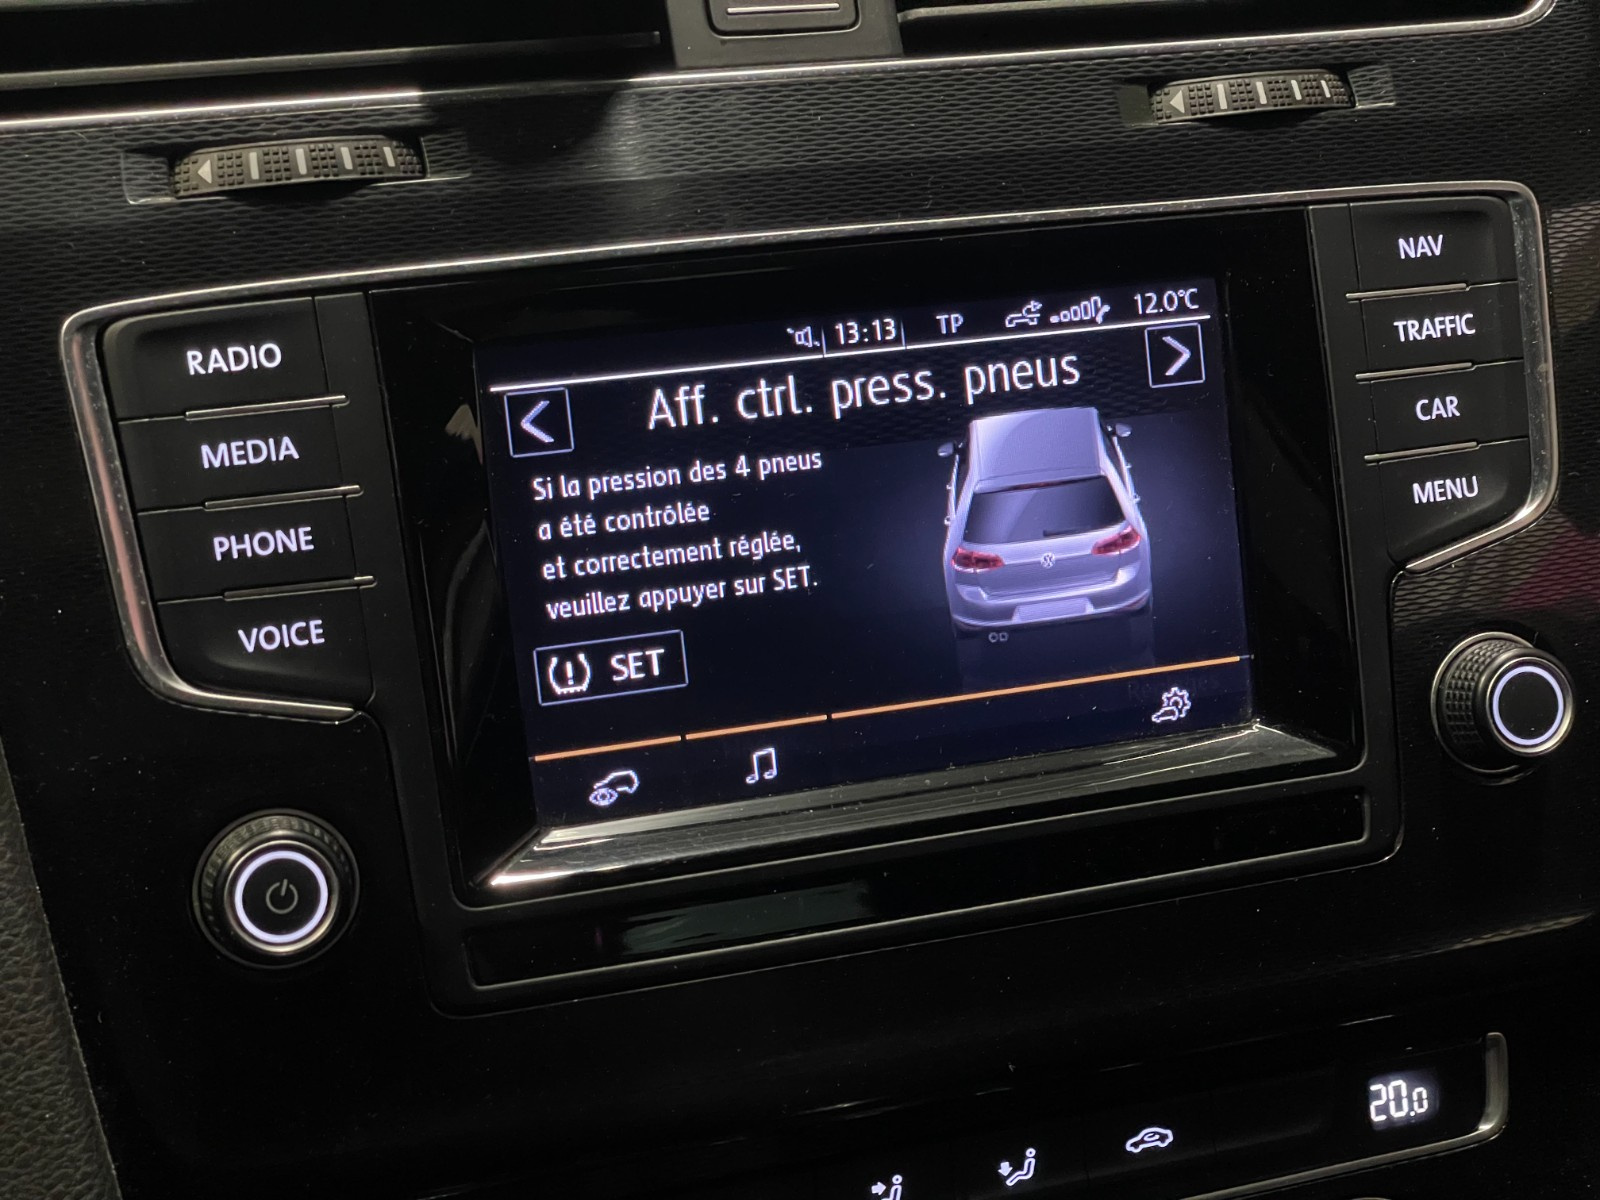 13:13 TP 12.0°C
Aff. ctrl. press. pneus
Si la pression des 4 pneus
a été contrôlée
et correctement réglée,
veuillez appuyer sur SET.
SET
RADIO
MEDIA
PHONE
VOICE
NAV
TRAFFIC
CAR
MENU
20.0